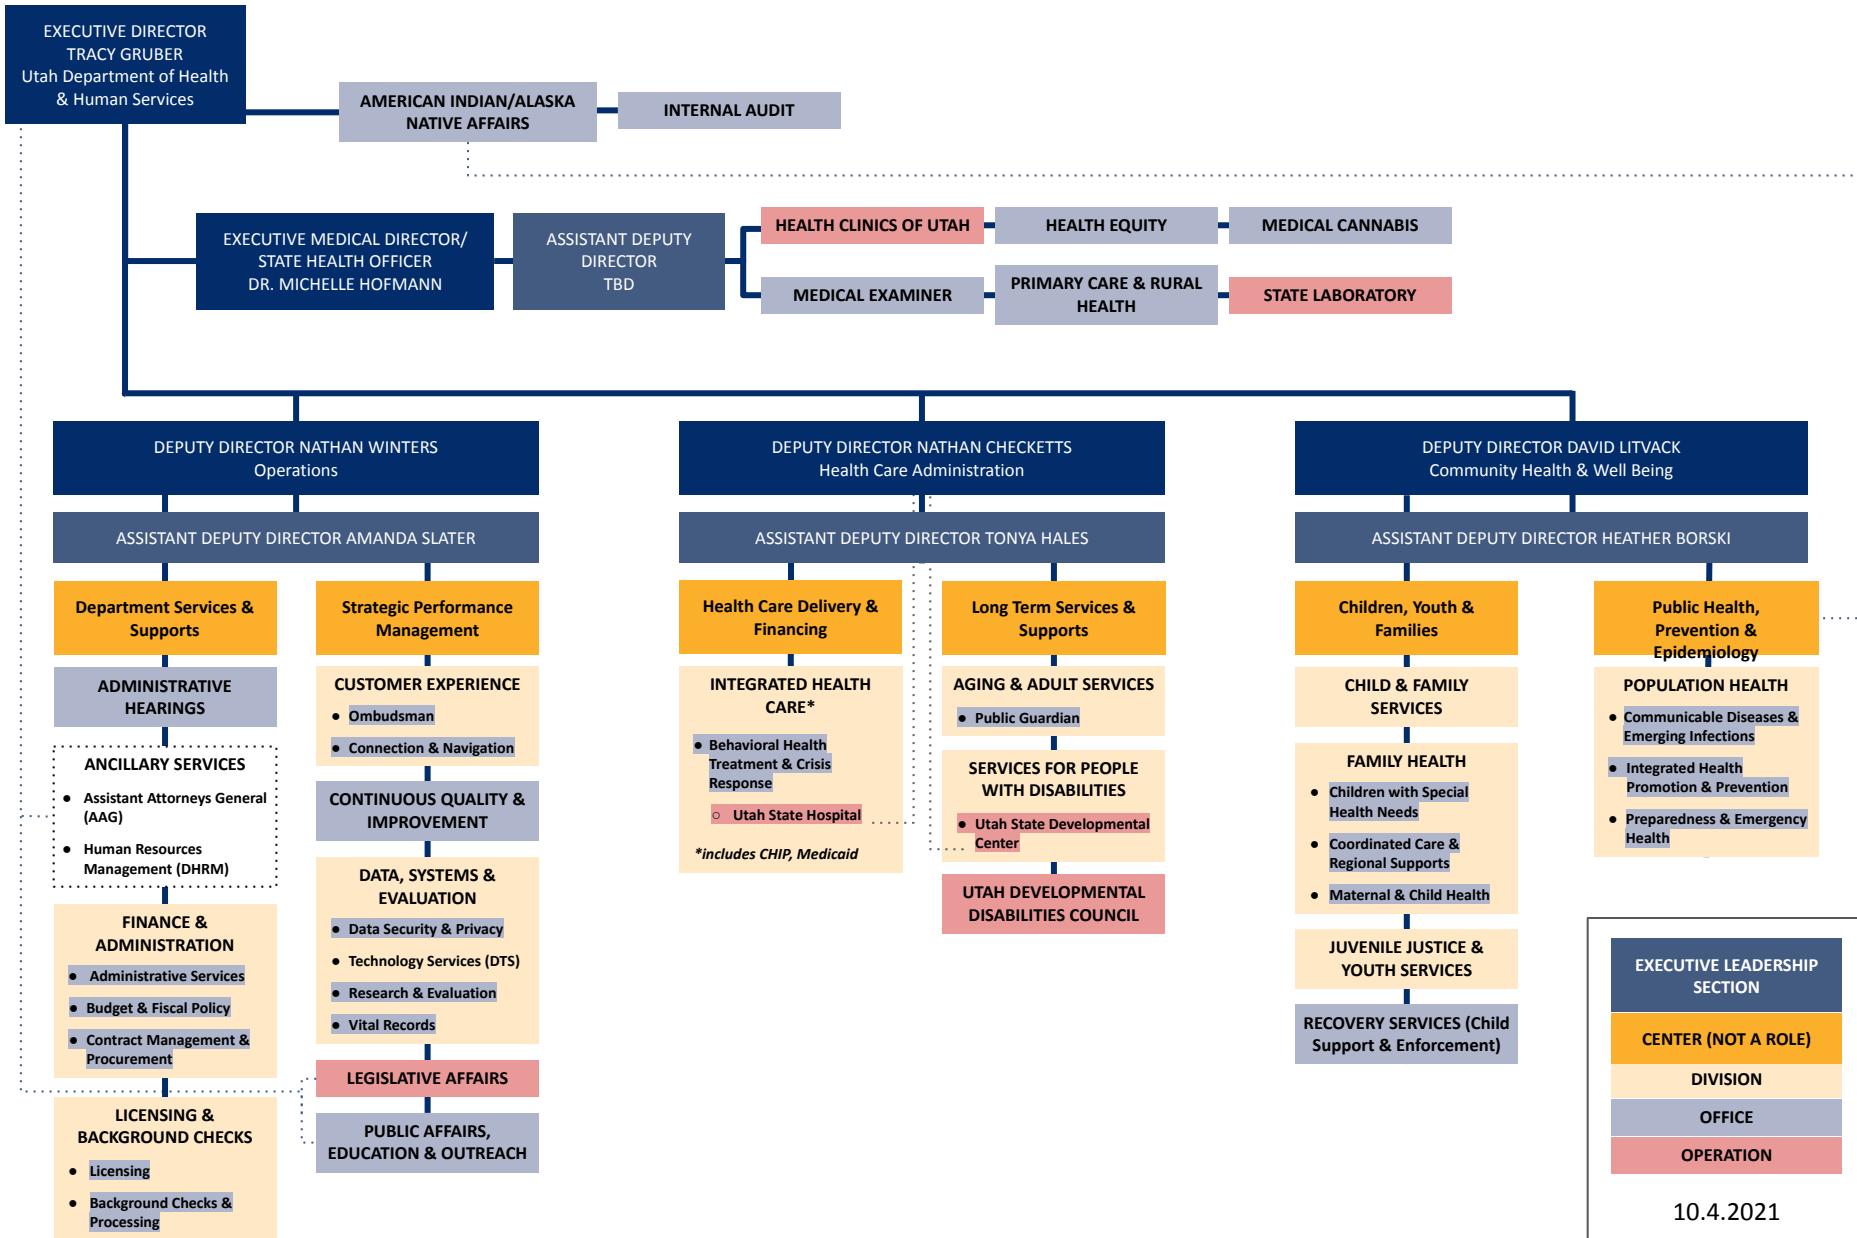 EXECUTIVE DIRECTOR
TRACY GRUBER
Utah Department of Health
& Human Services
AMERICAN INDIAN/ALASKA
NATIVE AFFAIRS
INTERNAL AUDIT
EXECUTIVE MEDICAL DIRECTOR/
STATE HEALTH OFFICER
DR. MICHELLE HOFMANN
ASSISTANT DEPUTY
DIRECTOR
TBD
HEALTH CLINICS OF UTAH
HEALTH EQUITY
MEDICAL CANNABIS
MEDICAL EXAMINER
PRIMARY CARE & RURAL
HEALTH
STATE LABORATORY
DEPUTY DIRECTOR NATHAN WINTERS
Operations
ASSISTANT DEPUTY DIRECTOR AMANDA SLATER
Department Services &
Supports
ADMINISTRATIVE
HEARINGS
ANCILLARY SERVICES
● Assistant Attorneys General
(AAG)
● Human Resources
Management (DHRM)
FINANCE &
ADMINISTRATION
● Administrative Services
● Budget & Fiscal Policy
● Contract Management &
Procurement
LICENSING &
BACKGROUND CHECKS
● Licensing
● Background Checks &
Processing
Strategic Performance
Management
CUSTOMER EXPERIENCE
● Ombudsman
● Connection & Navigation
CONTINUOUS QUALITY &
IMPROVEMENT
DATA, SYSTEMS &
EVALUATION
● Data Security & Privacy
● Technology Services (DTS)
● Research & Evaluation
● Vital Records
LEGISLATIVE AFFAIRS
PUBLIC AFFAIRS,
EDUCATION & OUTREACH
DEPUTY DIRECTOR NATHAN CHECKETTS
Health Care Administration
ASSISTANT DEPUTY DIRECTOR TONYA HALES
Health Care Delivery &
Financing
INTEGRATED HEALTH
CARE*
● Behavioral Health
Treatment & Crisis
Response
○ Utah State Hospital
*includes CHIP, Medicaid
Long Term Services &
Supports
AGING & ADULT SERVICES
● Public Guardian
SERVICES FOR PEOPLE
WITH DISABILITIES
● Utah State Developmental
Center
UTAH DEVELOPMENTAL
DISABILITIES COUNCIL
DEPUTY DIRECTOR DAVID LITVACK
Community Health & Well Being
ASSISTANT DEPUTY DIRECTOR HEATHER BORSKI
Children, Youth &
Families
CHILD & FAMILY
SERVICES
FAMILY HEALTH
● Children with Special
Health Needs
● Coordinated Care &
Regional Supports
● Maternal & Child Health
JUVENILE JUSTICE &
YOUTH SERVICES
RECOVERY SERVICES (Child
Support & Enforcement)
Public Health,
Prevention &
Epidemiology
POPULATION HEALTH
● Communicable Diseases &
Emerging Infections
● Integrated Health
Promotion & Prevention
● Preparedness & Emergency
Health
EXECUTIVE LEADERSHIP
SECTION
CENTER (NOT A ROLE)
DIVISION
OFFICE
OPERATION
10.4.2021